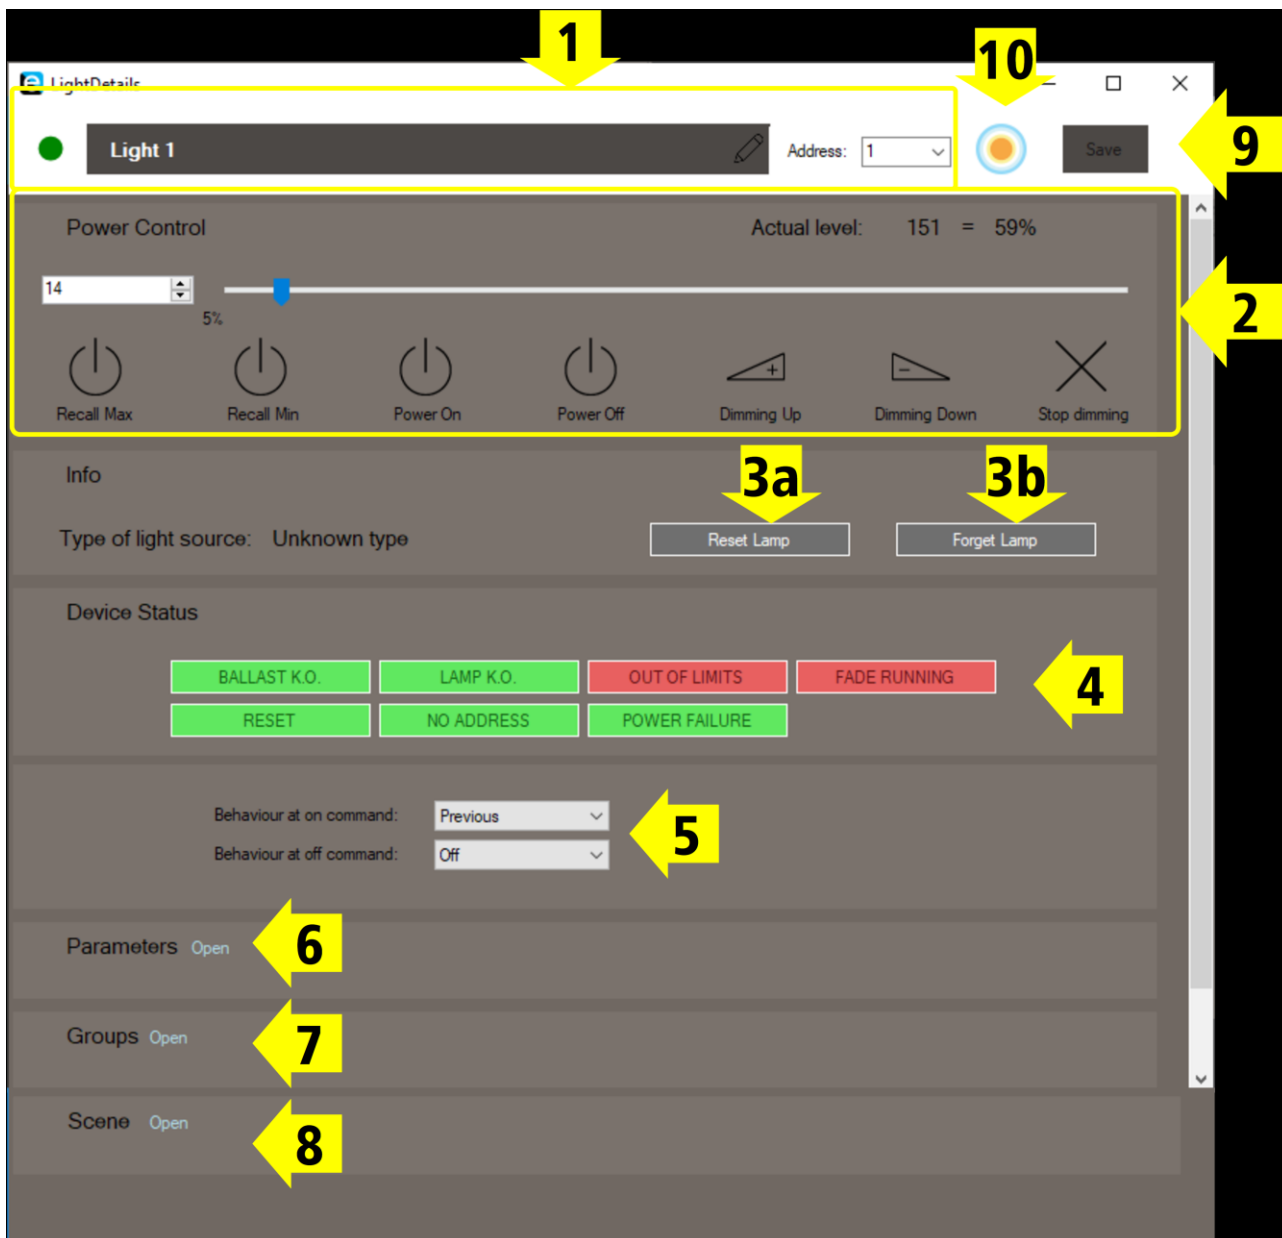 1
10
LightDetails
Light 1
Address: 1
Save
9
Power Control
Actual level: 151 = 59%
14
5%
2
Recall Max
Recall Min
Power On
Power Off
Dimming Up
Dimming Down
Stop dimming
Info
3a
3b
Type of light source: Unknown type
Reset Lamp
Forget Lamp
Device Status
BALLAST K.O.
LAMP K.O.
OUT OF LIMITS
FADE RUNNING
4
RESET
NO ADDRESS
POWER FAILURE
Behaviour at on command: Previous
5
Behaviour at off command: Off
Parameters Open
6
Groups Open
7
Scene Open
8